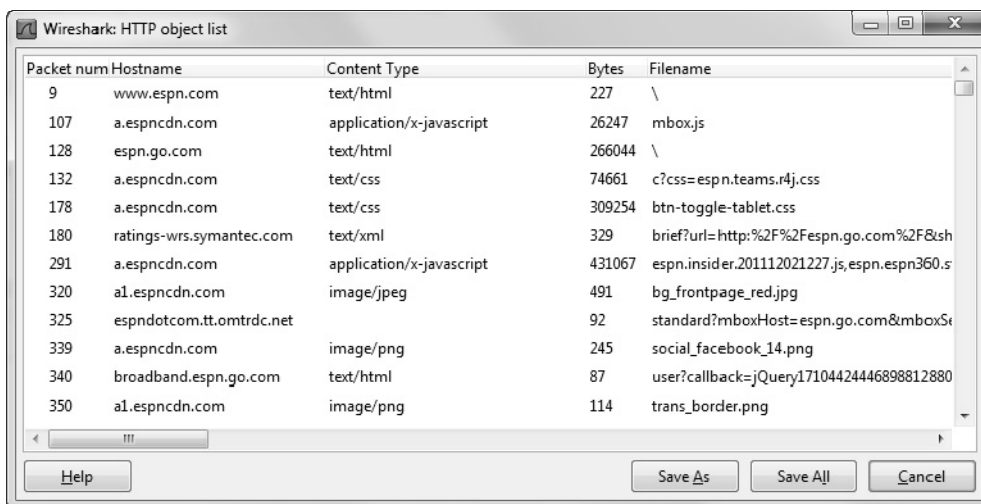 Wireshark: HTTP object list
Packet num Hostname Content Type Bytes Filename
9 www.espn.com text/html 227 \
107 a.espncdn.com application/x-javascript 26247 mbox.js
128 espn.go.com text/html 266044 \
132 a.espncdn.com text/css 74661 c?css=espn.teams.r4j.css
178 a.espncdn.com text/css 309254 btn-toggle-tablet.css
180 ratings-wrs.symantec.com text/xml 329 brief?url=http:%2F%2Fespn.go.com%2F&sh
291 a.espncdn.com application/x-javascript 431067 espn.insider.201112021227.js,espn.espn360.s
320 a1.espncdn.com image/jpeg 491 bg_frontpage_red.jpg
325 espndotcom.tt.omtrdc.net 92 standard?mboxHost=espn.go.com&mboxSe
339 a.espncdn.com image/png 245 social_facebook_14.png
340 broadband.espn.go.com text/html 87 user?callback=jQuery17104424446898812880
350 a1.espncdn.com image/png 114 trans_border.png
Help Save As Save All Cancel